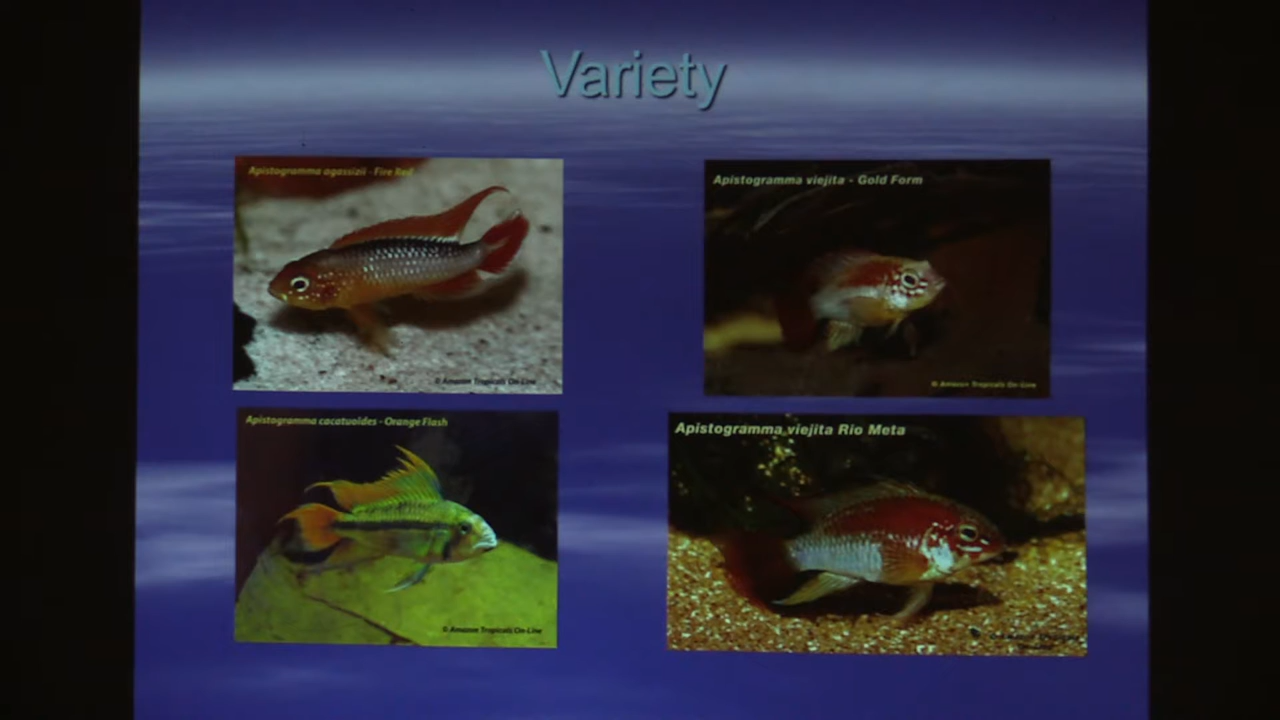 Variety
Apistogramma agassizii - Fire Red
Apistogramma viejita - Gold Form
© Amazon Tropicals On-Line
© Amazon Tropicals On-Line
Apistogramma cacatuoides - Orange Flash
Apistogramma viejita Rio Meta
© Amazon Tropicals On-Line